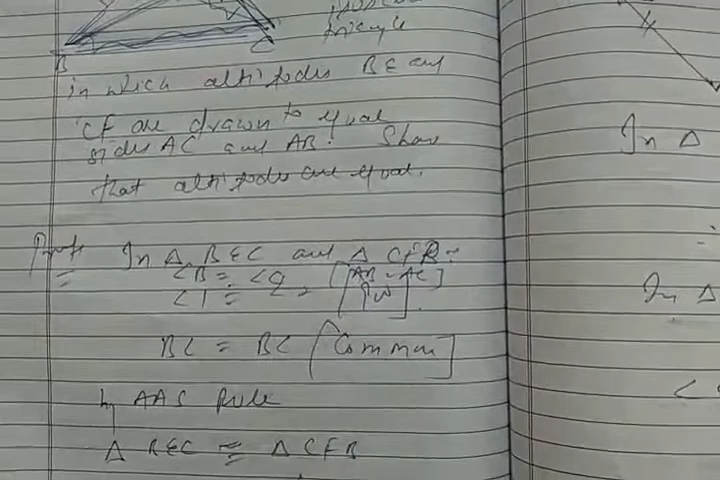 triangle
B
in which altitudes BE and
CF are drawn to equal
sides AC and AB. Show
that altitudes are equal.
Proof In Δ BEC and Δ CFB :-
∠B = ∠C, [AB = AC]
∠1 = ∠2
BC = BC [Common]
by AAS Rule
Δ BEC ≅ Δ CFB
In Δ
In Δ
∠